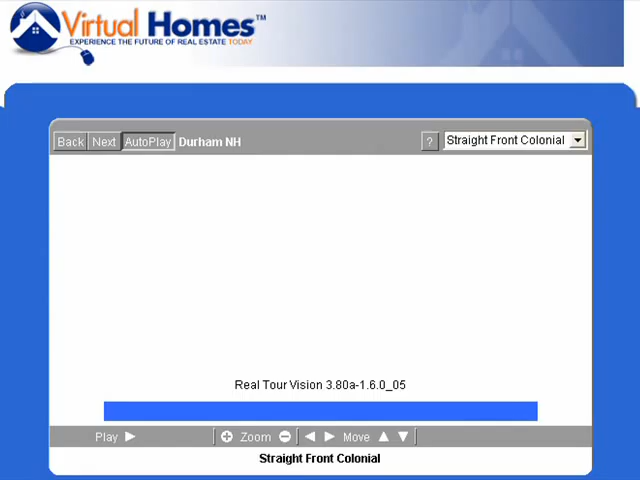 Virtual Homes™
EXPERIENCE THE FUTURE OF REAL ESTATE TODAY
Back Next AutoPlay Durham NH ? Straight Front Colonial
Real Tour Vision 3.80a-1.6.0_05
Play Zoom Move
Straight Front Colonial